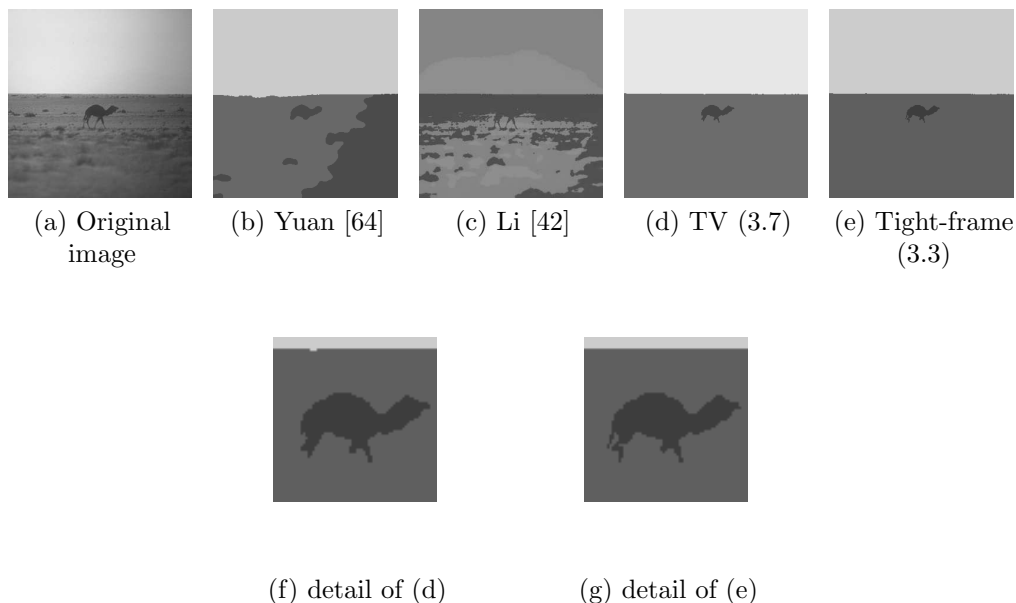 (a) Original image
(b) Yuan [64]
(c) Li [42]
(d) TV (3.7)
(e) Tight-frame (3.3)
(f) detail of (d)
(g) detail of (e)